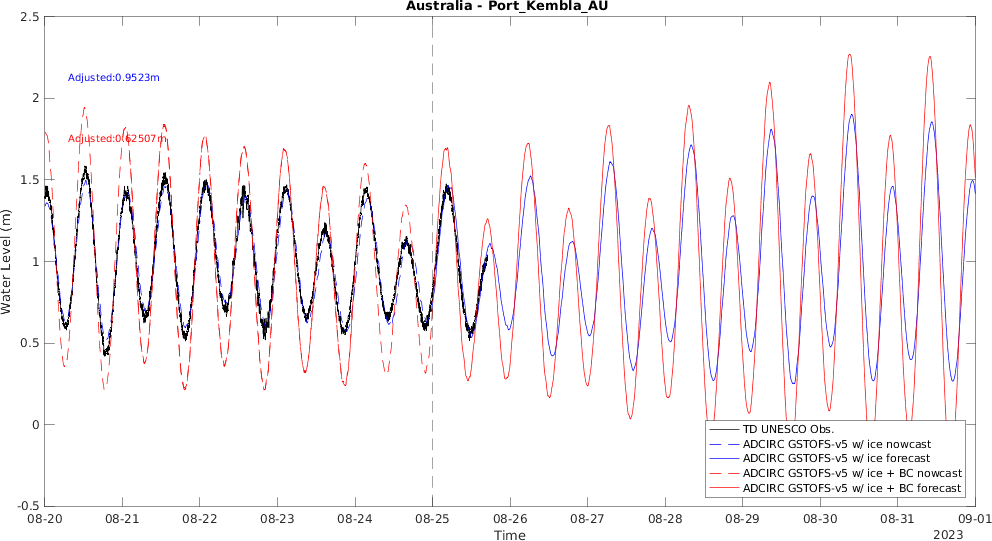 Australia - Port_Kembla_AU
2.5
2
1.5
1
0.5
0
-0.5
Water Level (m)
Adjusted:0.9523m
Adjusted:0.62507m
TD UNESCO Obs.
ADCIRC GSTOFS-v5 w/ ice nowcast
ADCIRC GSTOFS-v5 w/ ice forecast
ADCIRC GSTOFS-v5 w/ ice + BC nowcast
ADCIRC GSTOFS-v5 w/ ice + BC forecast
08-20 08-21 08-22 08-23 08-24 08-25 08-26 08-27 08-28 08-29 08-30 08-31 09-01
Time
2023